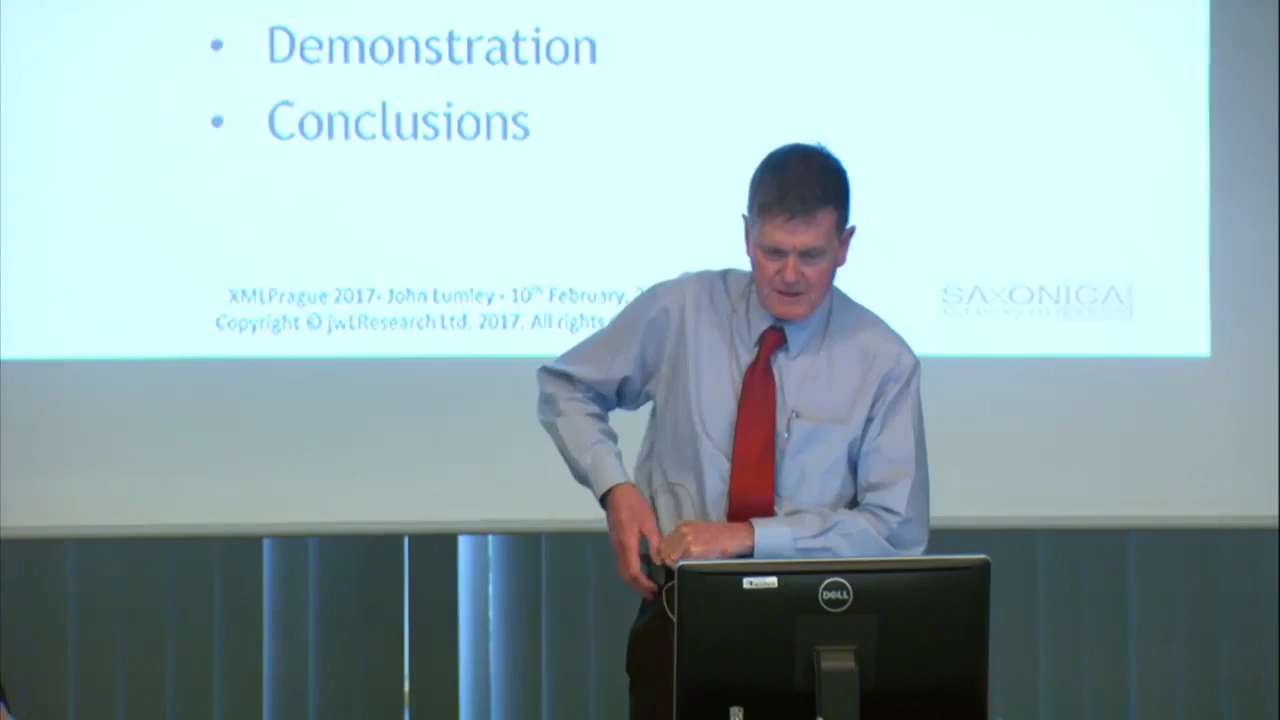 • Demonstration
• Conclusions
XMLPrague 2017- John Lumley - 10th February,
Copyright © jwLResearch Ltd. 2017. All rights
SAXONICA
DELL